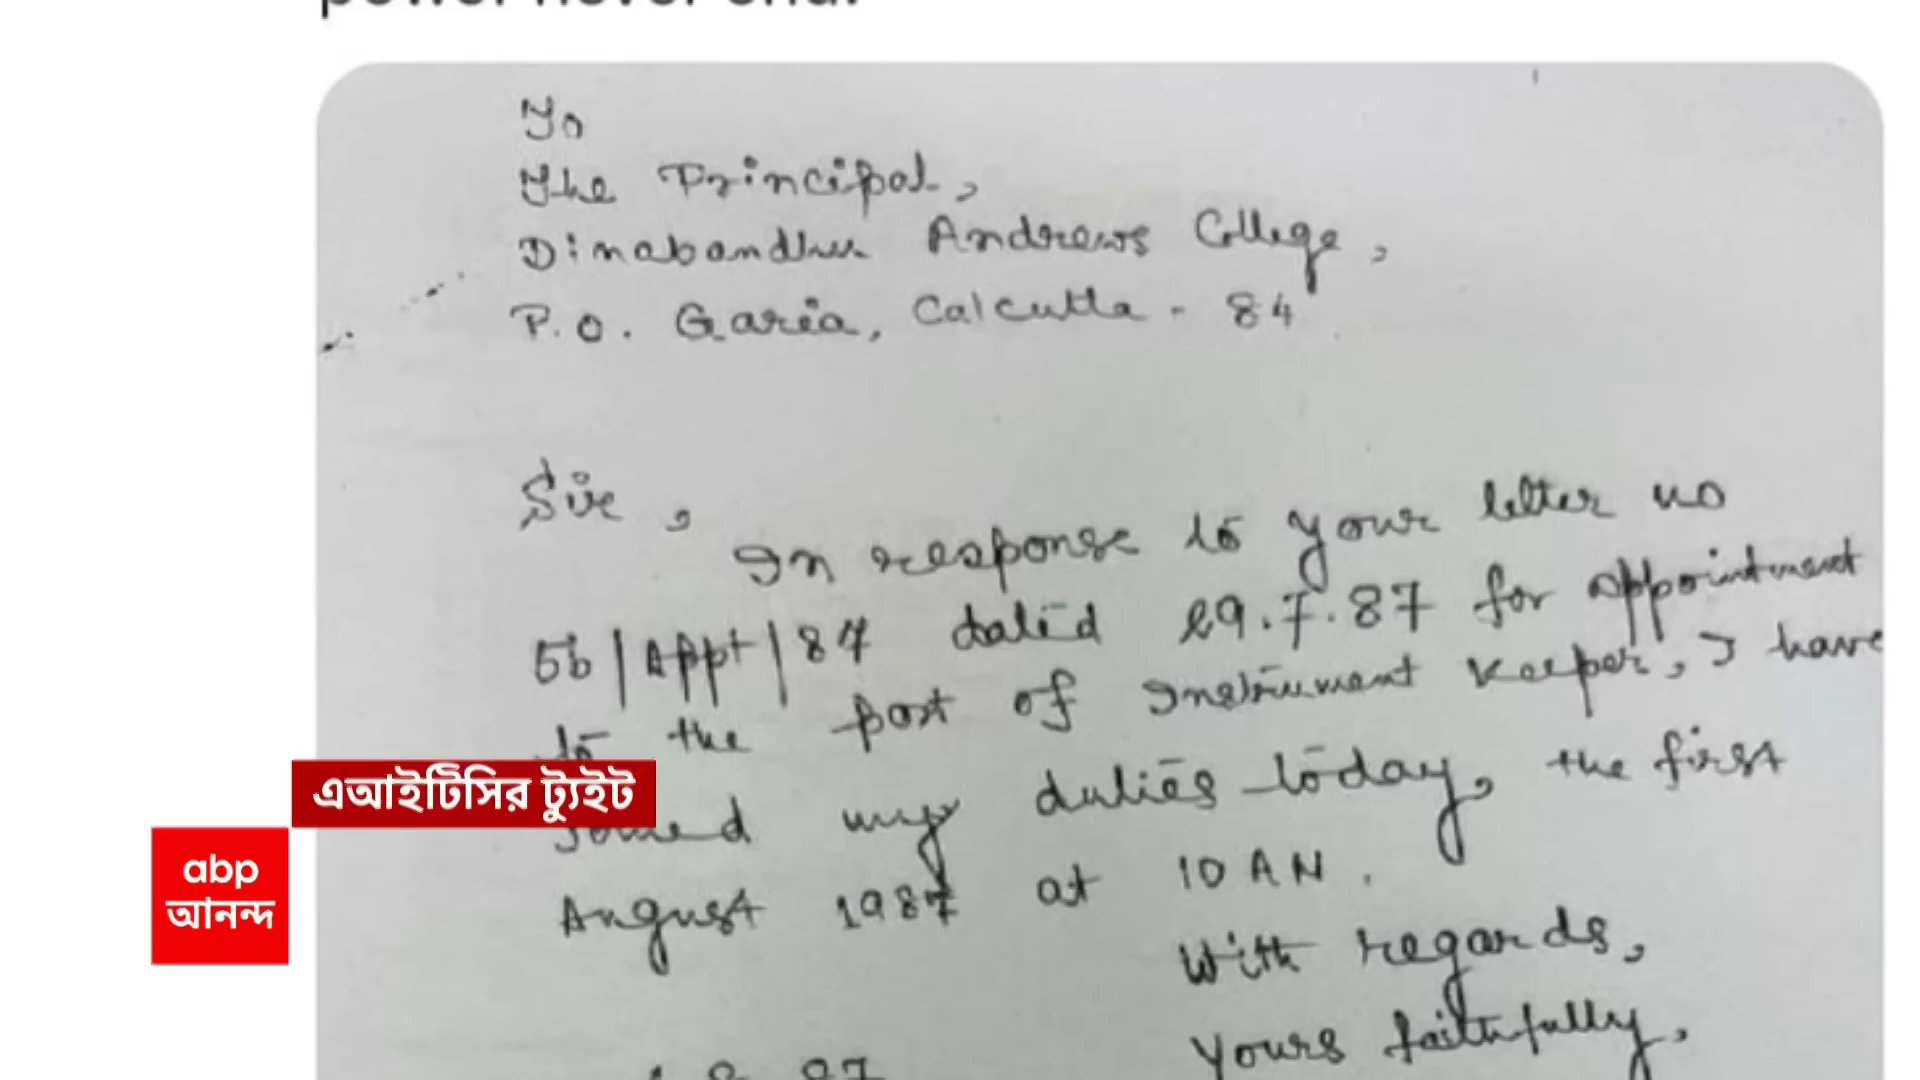 To
The Principal,
Dinabandhu Andrews College,
P.O. Garia, Calcutta - 84
Sir,
In response to your letter no
56/Appt/87 dated 29.7.87 for appointment
to the post of Instrument Keeper, I have
joined my duties today, the first
August 1987 at 10 AM.
With regards,
Yours faithfully,
এআইটিসির ট্যুইট
abp
আনন্দ